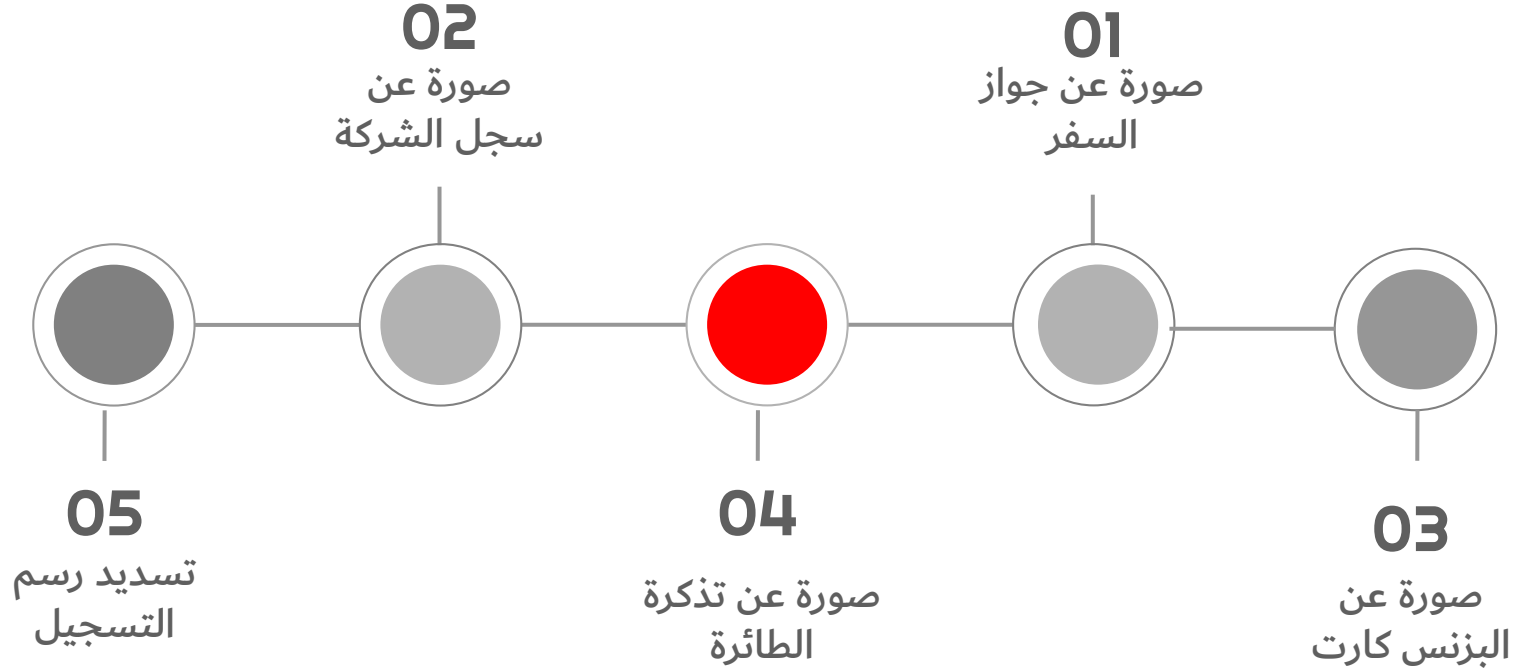 01
صورة عن جواز
السفر
02
صورة عن
سجل الشركة
03
صورة عن
البزنس كارت
04
صورة عن تذكرة
الطائرة
05
تسديد رسم
التسجيل